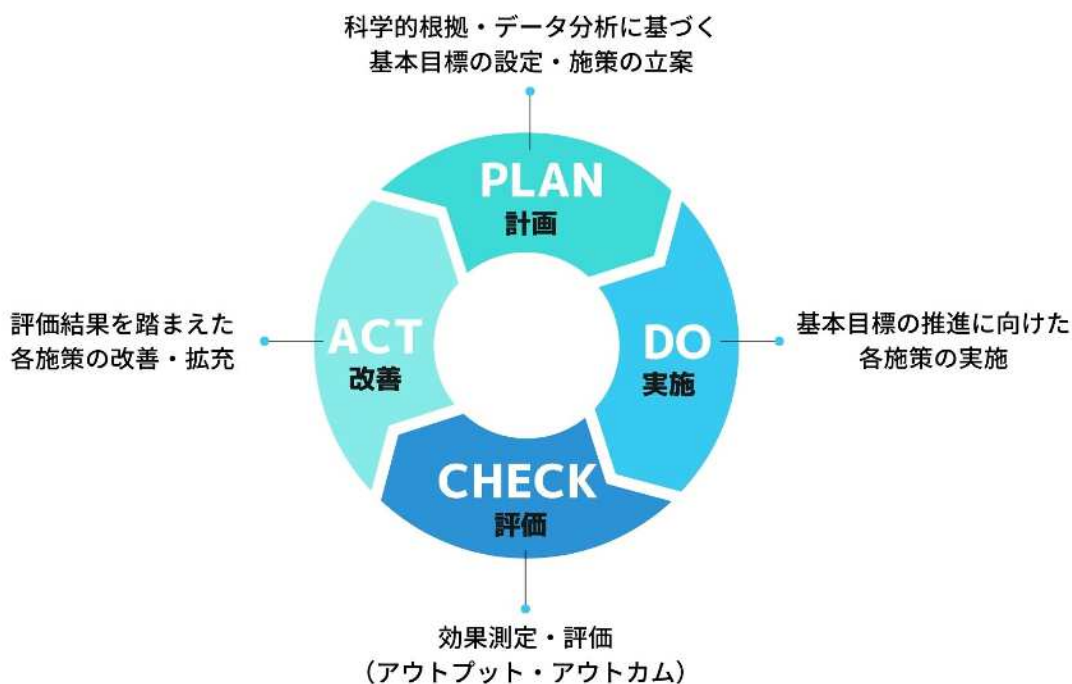 科学的根拠・データ分析に基づく
基本目標の設定・施策の立案
PLAN
計画
評価結果を踏まえた
各施策の改善・拡充
ACT
改善
DO
実施
基本目標の推進に向けた
各施策の実施
CHECK
評価
効果測定・評価
（アウトプット・アウトカム）